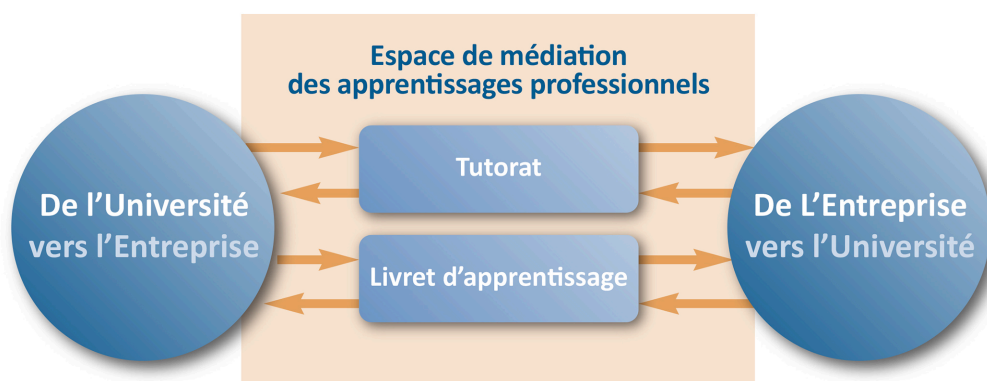 Espace de médiation
des apprentissages professionnels
De l'Université
vers l'Entreprise
Tutorat
Livret d'apprentissage
De L'Entreprise
vers l'Université